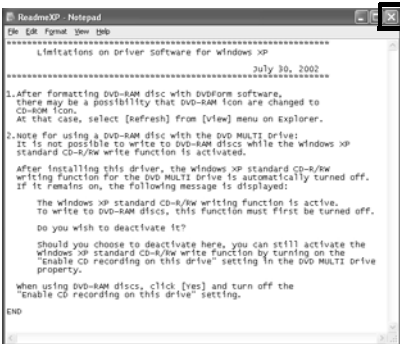 ReadmeXP - Notepad
File Edit Format View Help
Limitations on Driver Software for Windows XP
July 30, 2002
1.After formatting DVD-RAM disc with DVDForm software,
there may be a possibility that DVD-RAM icon are changed to
CD-ROM icon.
At that case, select [Refresh] from [View] menu on Explorer.
2.Note for using a DVD-RAM disc with the DVD MULTI Drive:
It is not possible to write to DVD-RAM discs while the Windows XP
standard CD-R/RW write function is activated.
After installing this driver, the Windows XP standard CD-R/RW
writing function for the DVD MULTI Drive is automatically turned off.
If it remains on, the following message is displayed:
The Windows XP standard CD-R/RW writing function is active.
To write to DVD-RAM discs, this function must first be turned off.
Do you wish to deactivate it?
Should you choose to deactivate here, you can still activate the
Windows XP standard CD-R/RW write function by turning on the
"Enable CD recording on this drive" setting in the DVD MULTI Drive
property.
When using DVD-RAM discs, click [Yes] and turn off the
"Enable CD recording on this drive" setting.
END